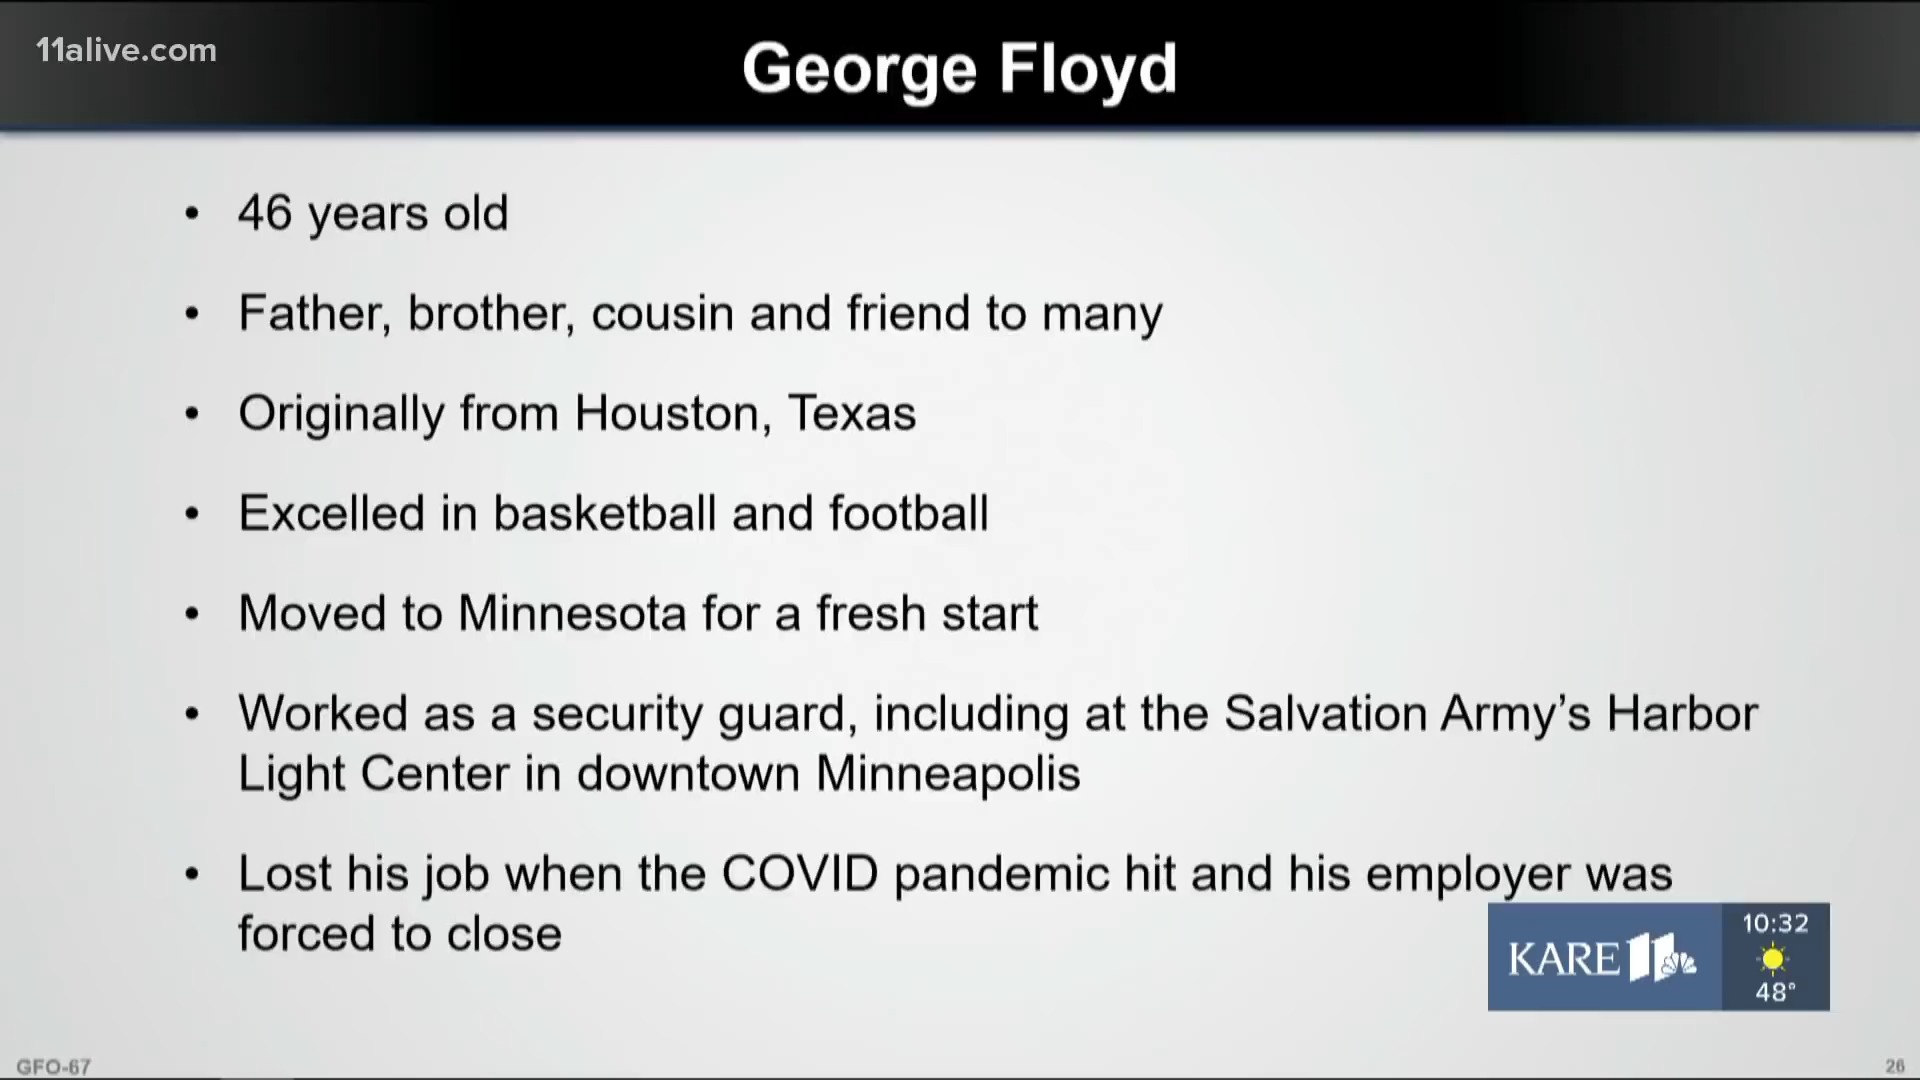 11alive.com
George Floyd
• 46 years old
• Father, brother, cousin and friend to many
• Originally from Houston, Texas
• Excelled in basketball and football
• Moved to Minnesota for a fresh start
• Worked as a security guard, including at the Salvation Army’s Harbor
Light Center in downtown Minneapolis
• Lost his job when the COVID pandemic hit and his employer was
forced to close
KARE 11
10:32
48°
GFO-67
26